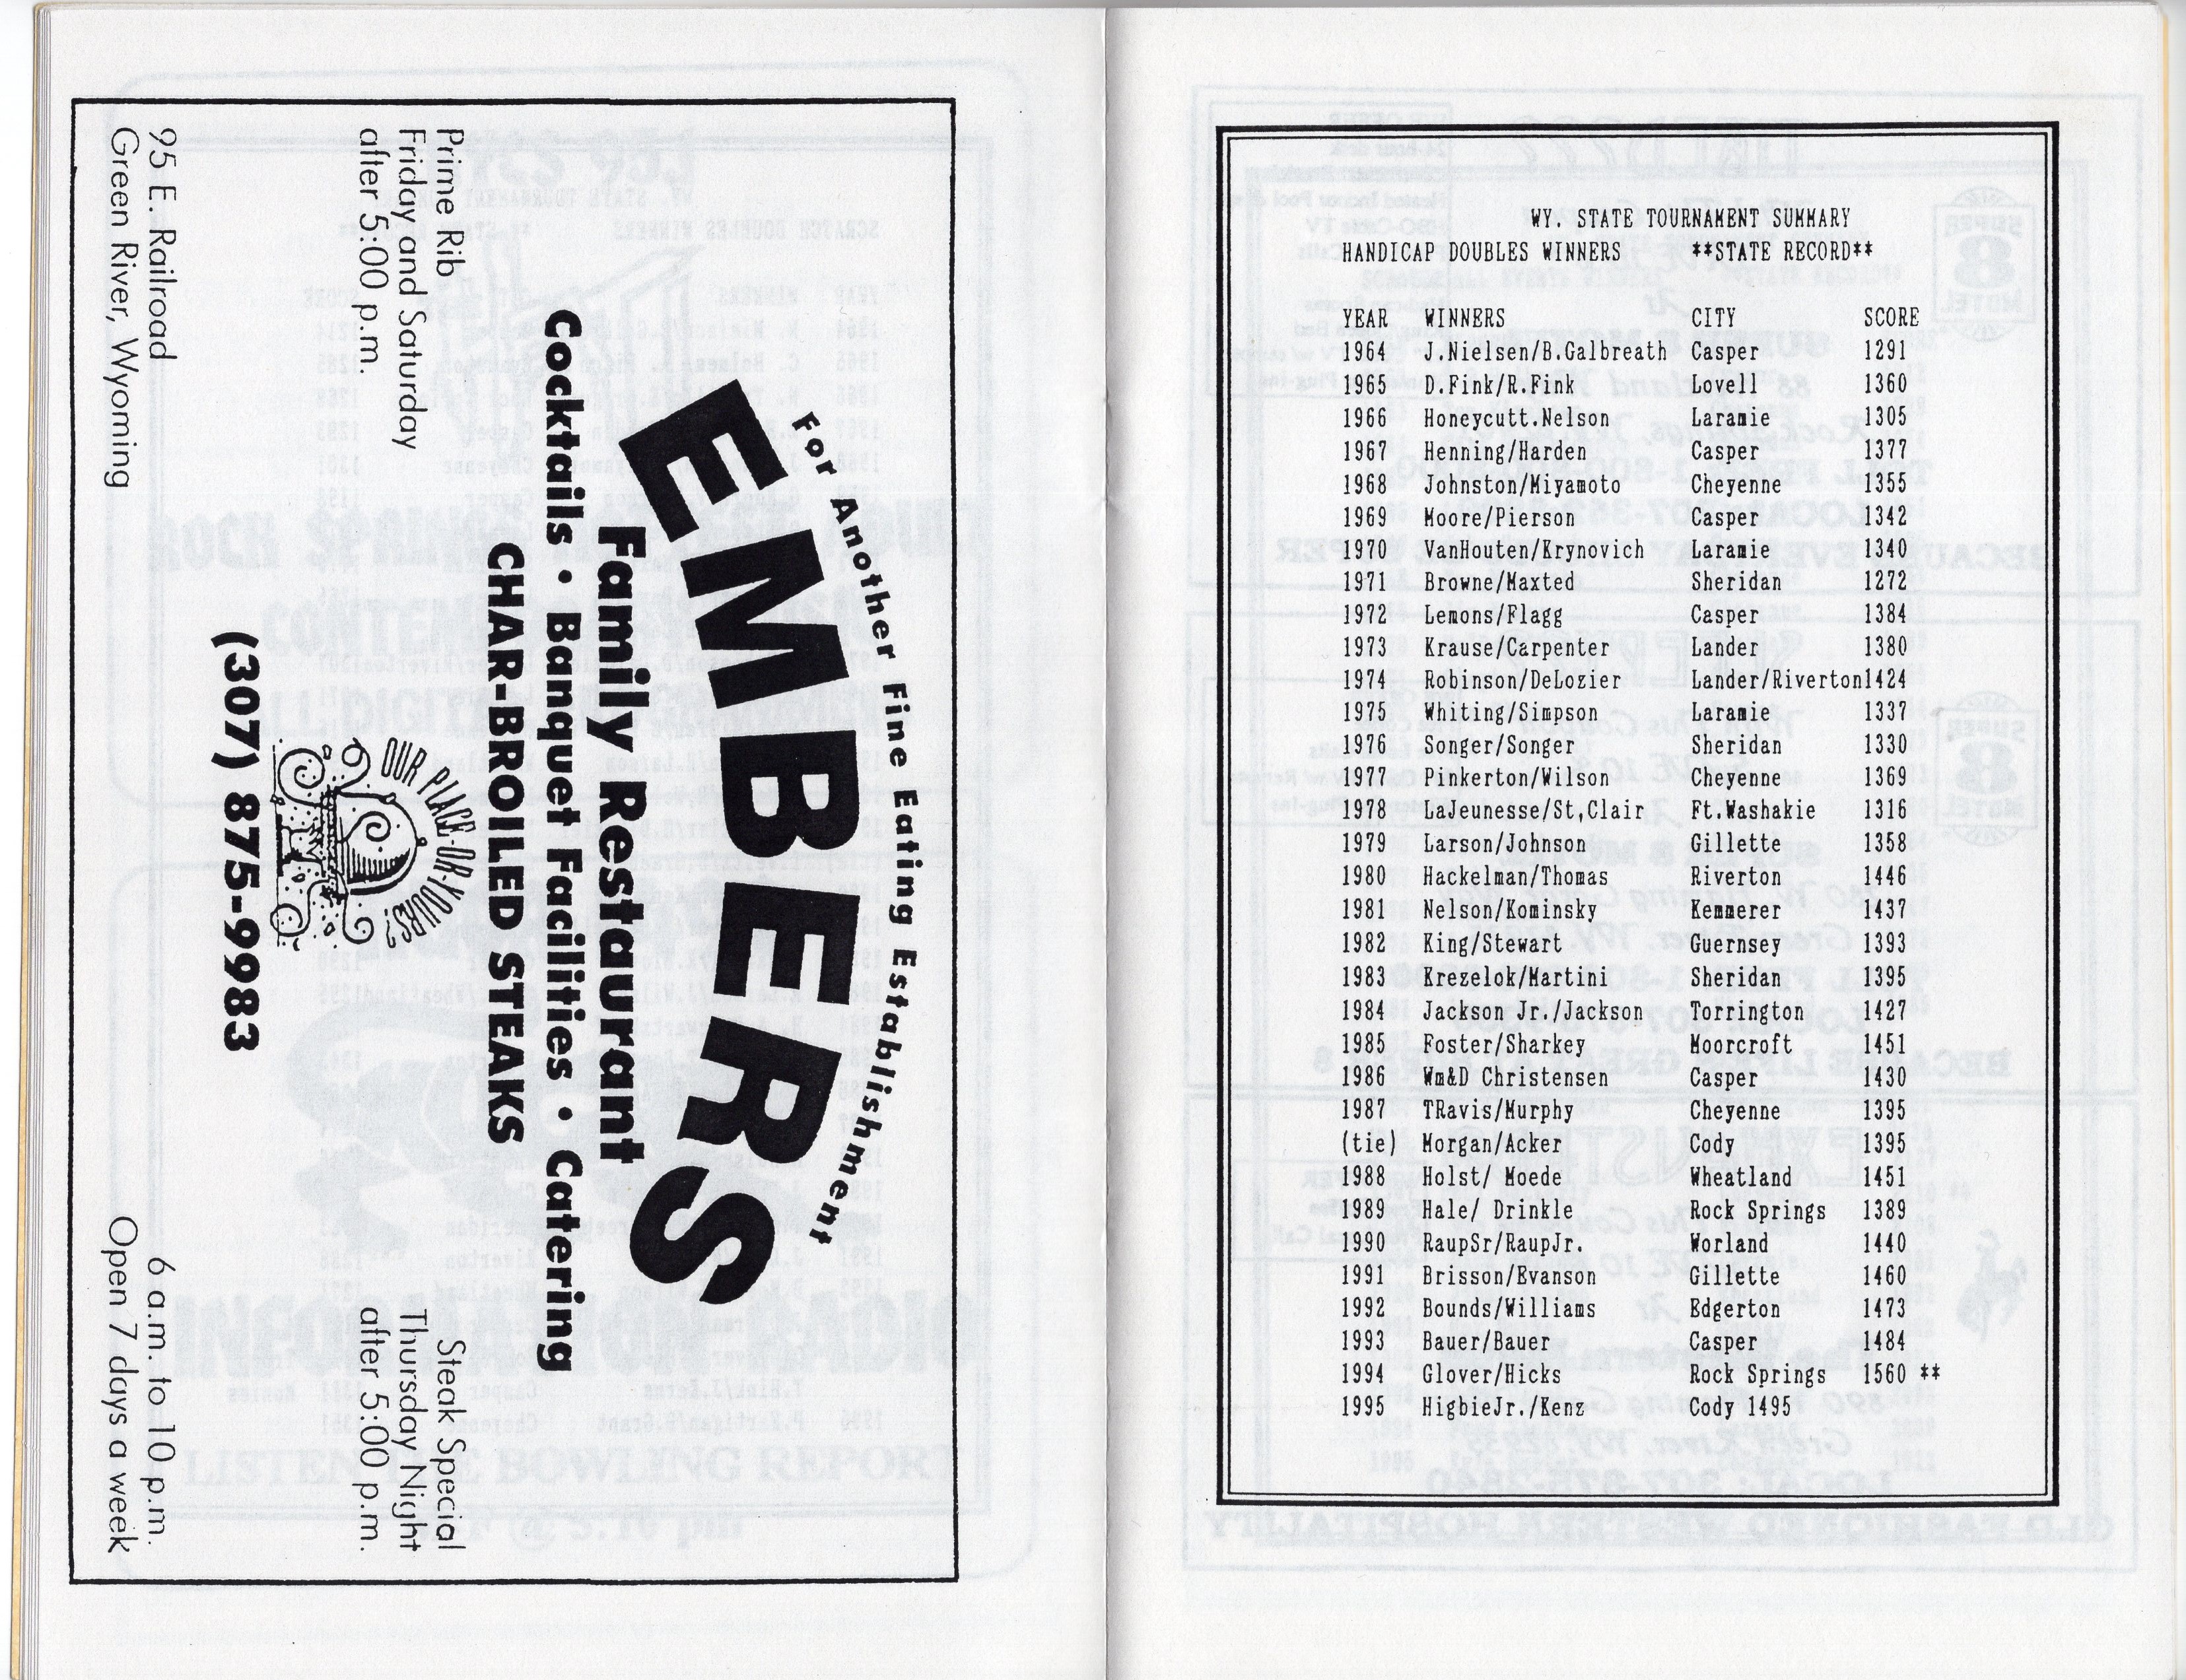 For Another Fine Eating Establishment
EMBERS
Family Restaurant
Cocktails • Banquet Facilities • Catering
CHAR-BROILED STEAKS
Prime Rib
Friday and Saturday
after 5:00 p.m.
Steak Special
Thursday Night
after 5:00 p.m.
OUR PLACE-OR-YOURS!?
(307) 875-9983
95 E. Railroad
Green River, Wyoming
6 a.m. to 10 p.m.
Open 7 days a week
WY. STATE TOURNAMENT SUMMARY
HANDICAP DOUBLES WINNERS **STATE RECORD**
YEAR WINNERS CITY SCORE
1964 J.Nielsen/B.Galbreath Casper 1291
1965 D.Fink/R.Fink Lovell 1360
1966 Honeycutt.Nelson Laramie 1305
1967 Henning/Harden Casper 1377
1968 Johnston/Miyamoto Cheyenne 1355
1969 Moore/Pierson Casper 1342
1970 VanHouten/Krynovich Laramie 1340
1971 Browne/Maxted Sheridan 1272
1972 Lemons/Flagg Casper 1384
1973 Krause/Carpenter Lander 1380
1974 Robinson/DeLozier Lander/Riverton1424
1975 Whiting/Simpson Laramie 1337
1976 Songer/Songer Sheridan 1330
1977 Pinkerton/Wilson Cheyenne 1369
1978 LaJeunesse/St,Clair Ft.Washakie 1316
1979 Larson/Johnson Gillette 1358
1980 Hackelman/Thomas Riverton 1446
1981 Nelson/Kominsky Kemmerer 1437
1982 King/Stewart Guernsey 1393
1983 Krezelok/Martini Sheridan 1395
1984 Jackson Jr./Jackson Torrington 1427
1985 Foster/Sharkey Moorcroft 1451
1986 Wm&D Christensen Casper 1430
1987 TRavis/Murphy Cheyenne 1395
(tie) Morgan/Acker Cody 1395
1988 Holst/ Moede Wheatland 1451
1989 Hale/ Drinkle Rock Springs 1389
1990 RaupSr/RaupJr. Worland 1440
1991 Brisson/Evanson Gillette 1460
1992 Bounds/Williams Edgerton 1473
1993 Bauer/Bauer Casper 1484
1994 Glover/Hicks Rock Springs 1560 **
1995 HigbieJr./Kenz Cody 1495